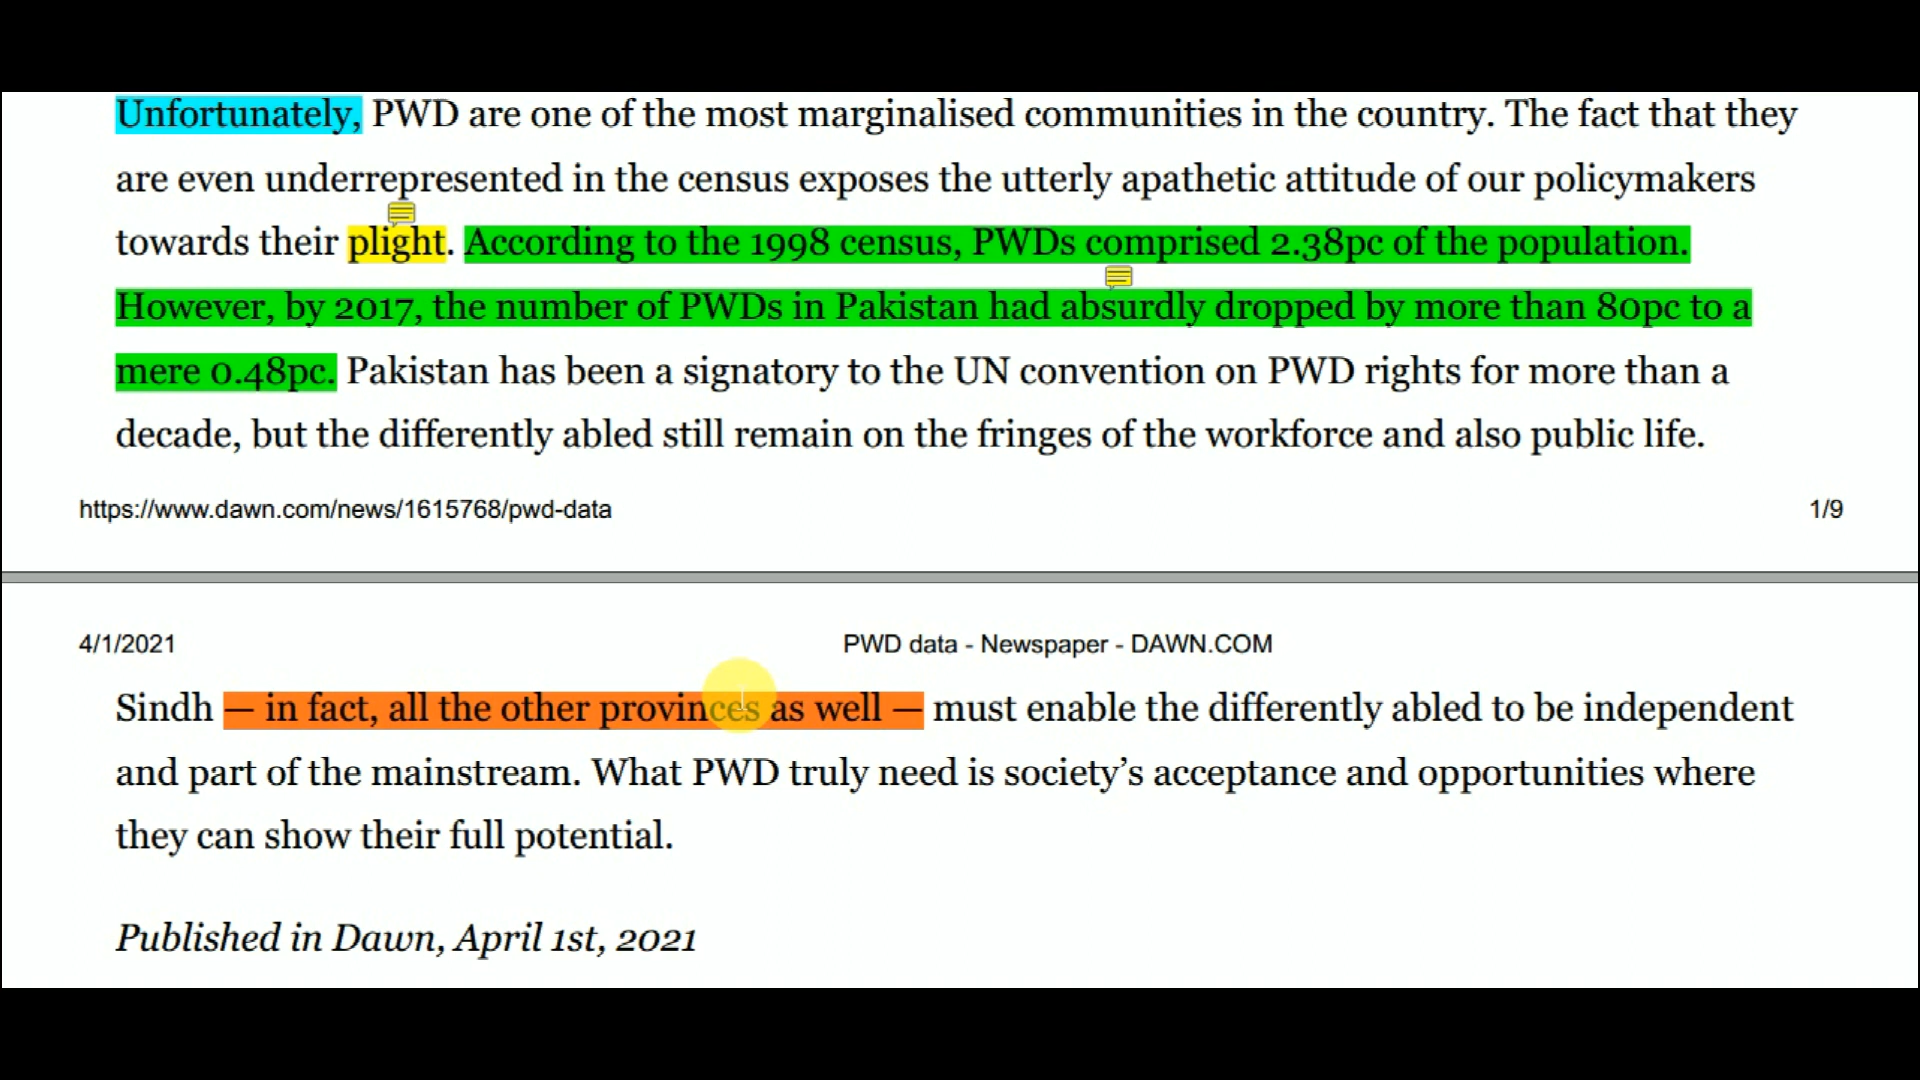 Unfortunately, PWD are one of the most marginalised communities in the country. The fact that they
are even underrepresented in the census exposes the utterly apathetic attitude of our policymakers
towards their plight. According to the 1998 census, PWDs comprised 2.38pc of the population.
However, by 2017, the number of PWDs in Pakistan had absurdly dropped by more than 80pc to a
mere 0.48pc. Pakistan has been a signatory to the UN convention on PWD rights for more than a
decade, but the differently abled still remain on the fringes of the workforce and also public life.
https://www.dawn.com/news/1615768/pwd-data 1/9
4/1/2021 PWD data - Newspaper - DAWN.COM
Sindh — in fact, all the other provinces as well — must enable the differently abled to be independent
and part of the mainstream. What PWD truly need is society’s acceptance and opportunities where
they can show their full potential.
Published in Dawn, April 1st, 2021